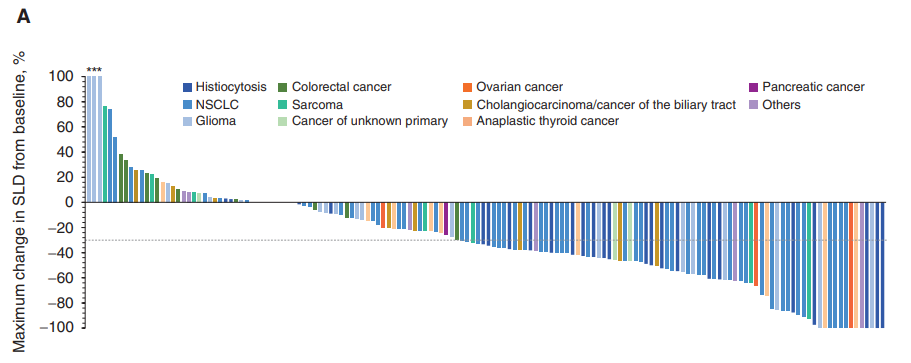 A
Maximum change in SLD from baseline, %
***
100
80
60
40
20
0
−20
−40
−60
−80
−100
Histiocytosis
NSCLC
Glioma
Colorectal cancer
Sarcoma
Cancer of unknown primary
Ovarian cancer
Cholangiocarcinoma/cancer of the biliary tract
Anaplastic thyroid cancer
Pancreatic cancer
Others